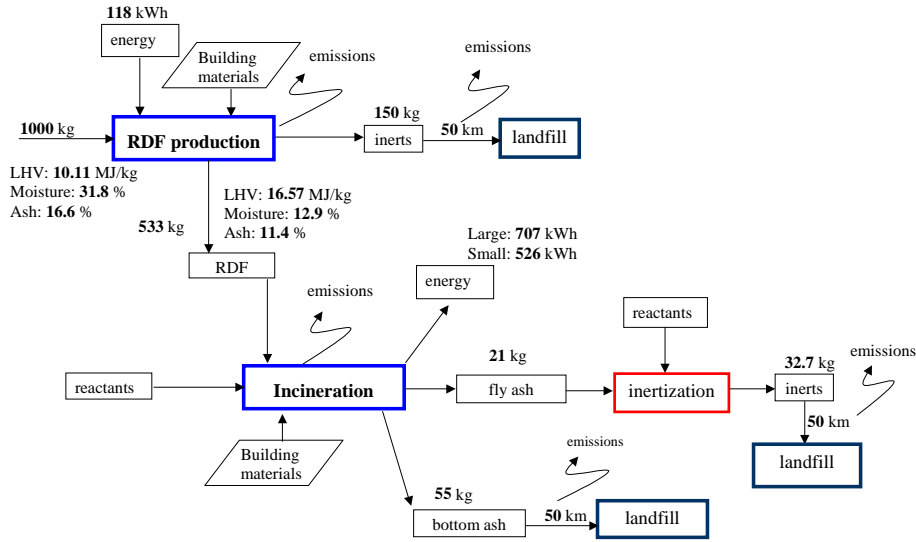 118 kWh
energy
Building
materials
emissions
emissions
1000 kg
RDF production
150 kg
inerts
50 km
landfill
LHV: 10.11 MJ/kg
Moisture: 31.8 %
Ash: 16.6 %
LHV: 16.57 MJ/kg
Moisture: 12.9 %
Ash: 11.4 %
533 kg
RDF
Large: 707 kWh
Small: 526 kWh
energy
emissions
reactants
reactants
Incineration
21 kg
fly ash
inertization
32.7 kg
inerts
emissions
50 km
landfill
Building
materials
55 kg
bottom ash
emissions
50 km
landfill